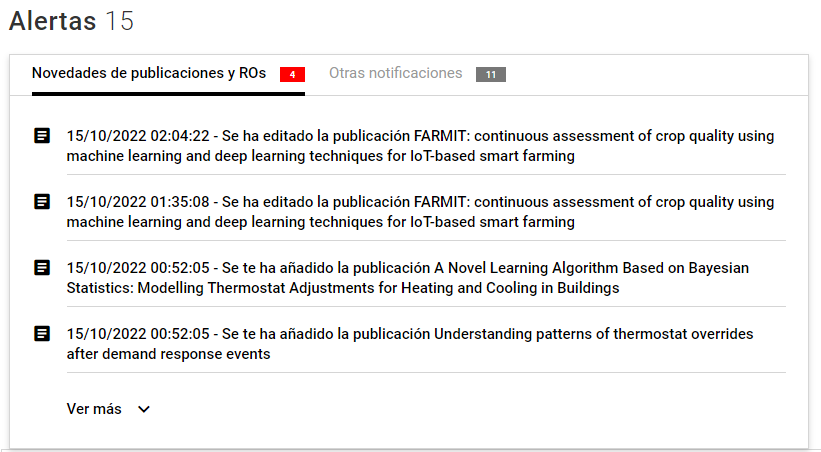 Alertas 15
Novedades de publicaciones y ROs 4 Otras notificaciones 11
15/10/2022 02:04:22 - Se ha editado la publicación FARMIT: continuous assessment of crop quality using
machine learning and deep learning techniques for IoT-based smart farming
15/10/2022 01:35:08 - Se ha editado la publicación FARMIT: continuous assessment of crop quality using
machine learning and deep learning techniques for IoT-based smart farming
15/10/2022 00:52:05 - Se te ha añadido la publicación A Novel Learning Algorithm Based on Bayesian
Statistics: Modelling Thermostat Adjustments for Heating and Cooling in Buildings
15/10/2022 00:52:05 - Se te ha añadido la publicación Understanding patterns of thermostat overrides
after demand response events
Ver más